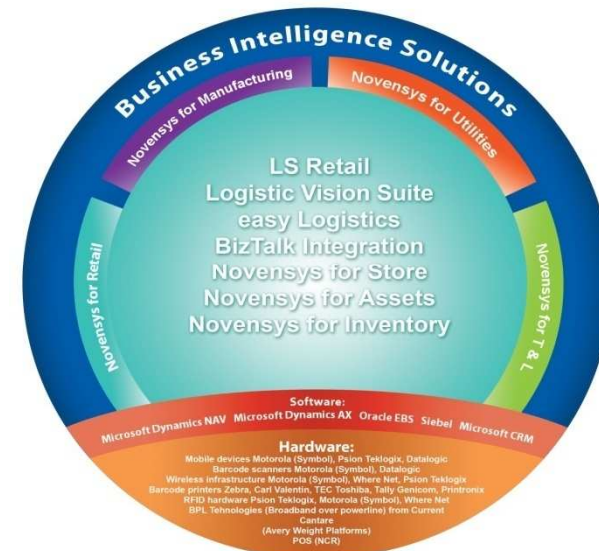 Business Intelligence Solutions
Novensys for Manufacturing
Novensys for Utilities
Novensys for Retail
Novensys for T & L
LS Retail
Logistic Vision Suite
easy Logistics
BizTalk Integration
Novensys for Store
Novensys for Assets
Novensys for Inventory
Software:
Microsoft Dynamics NAV Microsoft Dynamics AX Oracle EBS Siebel Microsoft CRM
Hardware:
Mobile devices Motorola (Symbol), Psion Teklogix, Datalogic
Barcode scanners Motorola (Symbol), Datalogic
Wireless infrastructure Motorola (Symbol), Where Net, Psion Teklogix
Barcode printers Zebra, Carl Valentin, TEC Toshiba, Tally Genicom, Printronix
RFID hardware Psion Teklogix, Motorola (Symbol), Where Net
BPL Tehnologies (Broadband over powerline) from Current
Cantare
(Avery Weight Platforms)
POS (NCR)